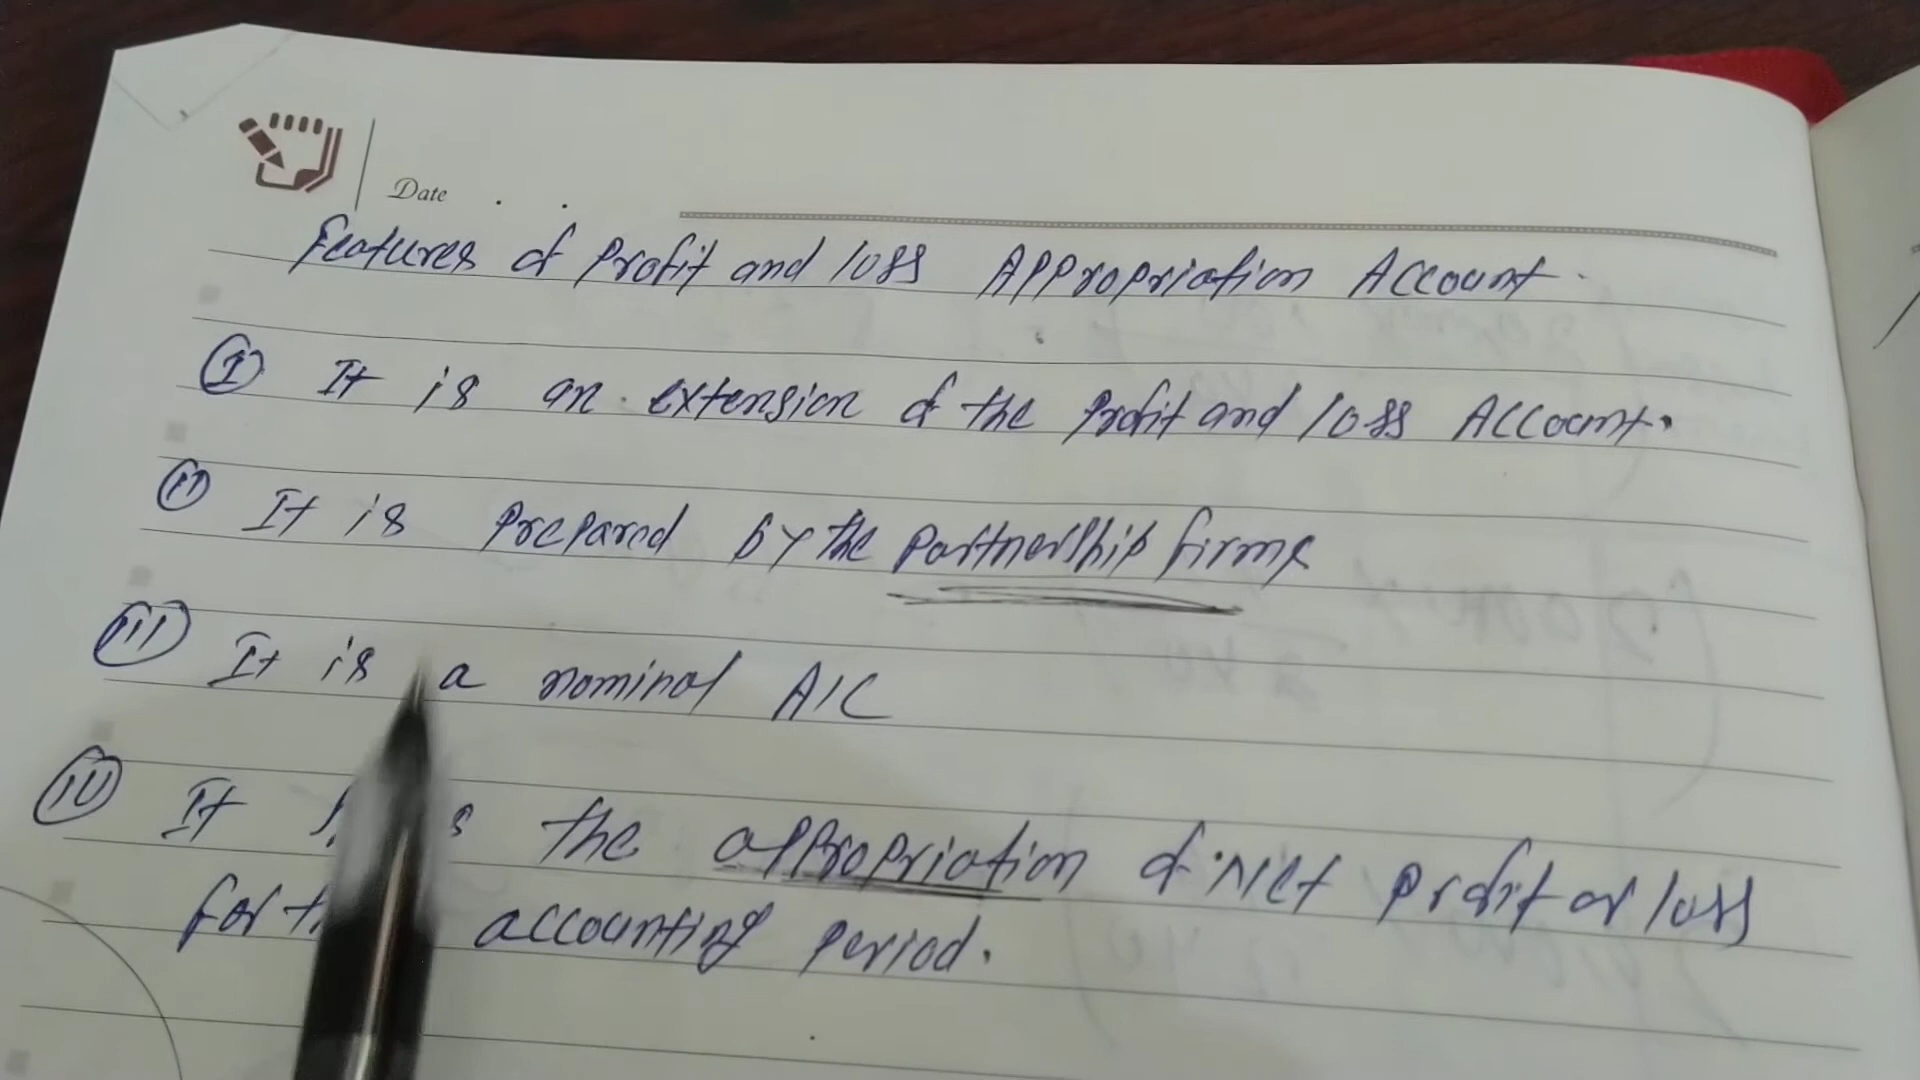 Date . .
Features of Profit and loss Appropriation Account.
(I) It is an extension of the Profit and loss Account.
(II) It is Prepared by the partnership firms
(III) It is a nominal A/C
(IV) It the appropriation of Net Profit or loss
for accounting Period.